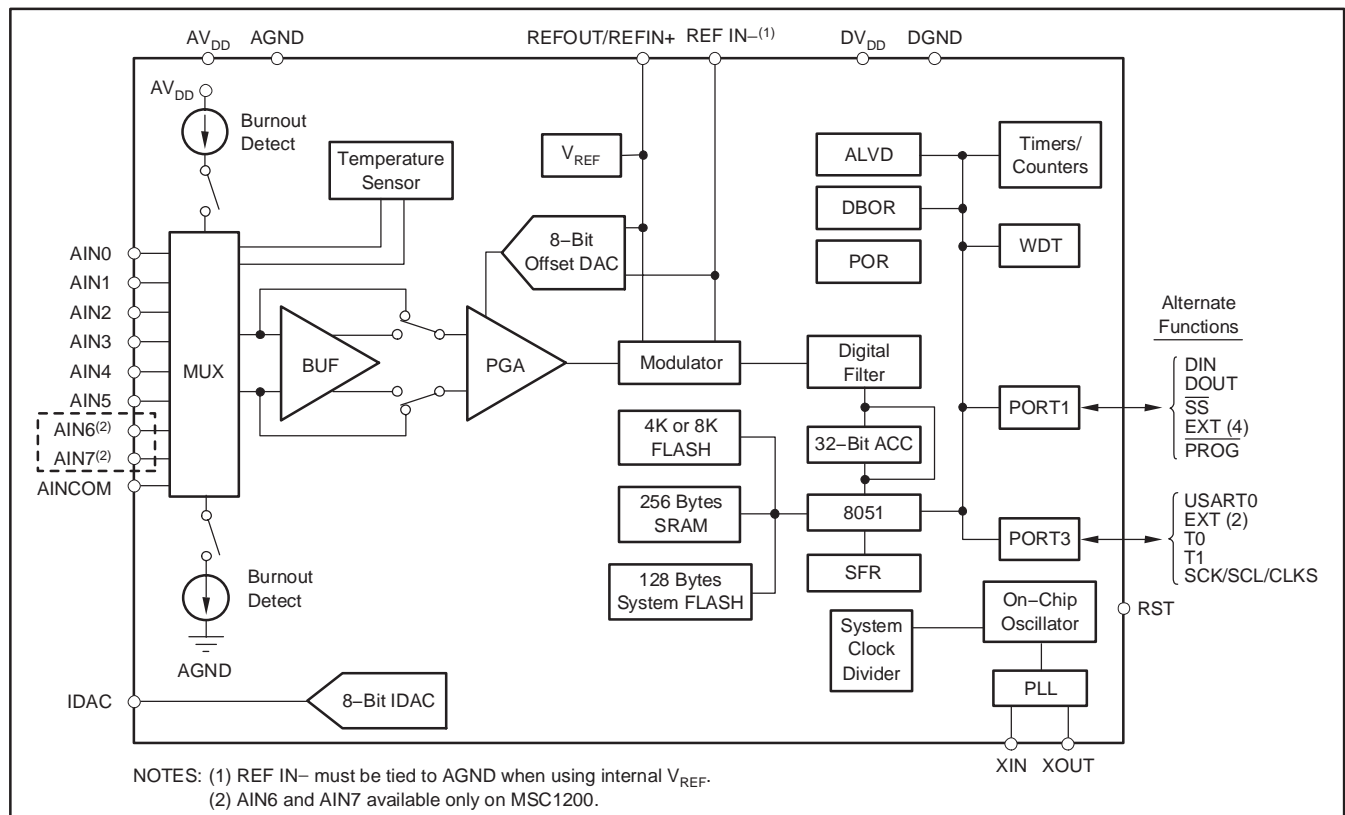 AVDD
AGND
REFOUT/REFIN+
REF IN–(1)
DVDD
DGND
AVDD
Burnout
Detect
Temperature
Sensor
VREF
8–Bit
Offset DAC
ALVD
DBOR
POR
Timers/
Counters
WDT
AIN0
AIN1
AIN2
AIN3
AIN4
AIN5
AIN6(2)
AIN7(2)
AINCOM
MUX
BUF
PGA
Modulator
Digital
Filter
4K or 8K
FLASH
32–Bit ACC
256 Bytes
SRAM
8051
128 Bytes
System FLASH
SFR
PORT1
PORT3
Alternate
Functions
DIN
DOUT
SS
EXT (4)
PROG
USART0
EXT (2)
T0
T1
SCK/SCL/CLKS
Burnout
Detect
AGND
IDAC
8–Bit IDAC
System
Clock
Divider
On–Chip
Oscillator
RST
PLL
XIN
XOUT
NOTES: (1) REF IN– must be tied to AGND when using internal VREF.
(2) AIN6 and AIN7 available only on MSC1200.